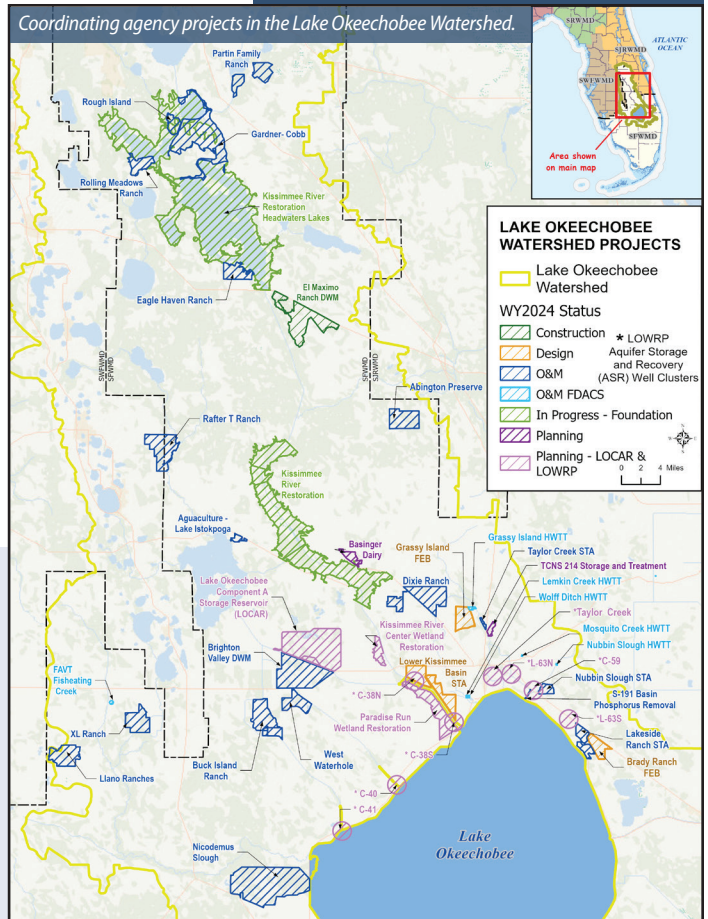 Coordinating agency projects in the Lake Okeechobee Watershed.
SRWMD
SJRWMD
ATLANTIC
OCEAN
SWFWMD
SFWMD
Area shown
on main map
Partin Family
Ranch
Rough Island
Gardner- Cobb
Rolling Meadows
Ranch
Kissimmee River
Restoration
Headwaters Lakes
Eagle Haven Ranch
El Maximo
Ranch DWM
SWFWMD
SFWMD
SFWMD
SJRWMD
LAKE OKEECHOBEE
WATERSHED PROJECTS
Lake Okeechobee
Watershed
WY2024 Status
Construction
Design
O&M
O&M FDACS
In Progress - Foundation
Planning
Planning - LOCAR &
LOWRP
* LOWRP
Aquifer Storage
and Recovery
(ASR) Well Clusters
0 2 4 Miles
Abington Preserve
Rafter T Ranch
Kissimmee
River
Restoration
Aguaculture -
Lake Istokpoga
Basinger
Dairy
Grassy Island
FEB
Grassy Island HWTT
Taylor Creek STA
TCNS 214 Storage and Treatment
Lemkin Creek HWTT
Wolff Ditch HWTT
*Taylor Creek
Mosquito Creek HWTT
Nubbin Slough HWTT
*L-63N
*C-59
Nubbin Slough STA
S-191 Basin
Phosphorus Removal
*L-63S
Lakeside
Ranch STA
Brady Ranch
FEB
Dixie Ranch
Lake Okeechobee
Component A
Storage Reservoir
(LOCAR)
Kissimmee River
Center Wetland
Restoration
Brighton
Valley DWM
Lower Kissimmee
Basin
STA
* C-38N
Paradise Run
Wetland Restoration
* C-38S
FAVT
Fisheating
Creek
XL Ranch
Llano Ranches
Buck Island
Ranch
West
Waterhole
* C-40
* C-41
Nicodemus
Slough
Lake
Okeechobee